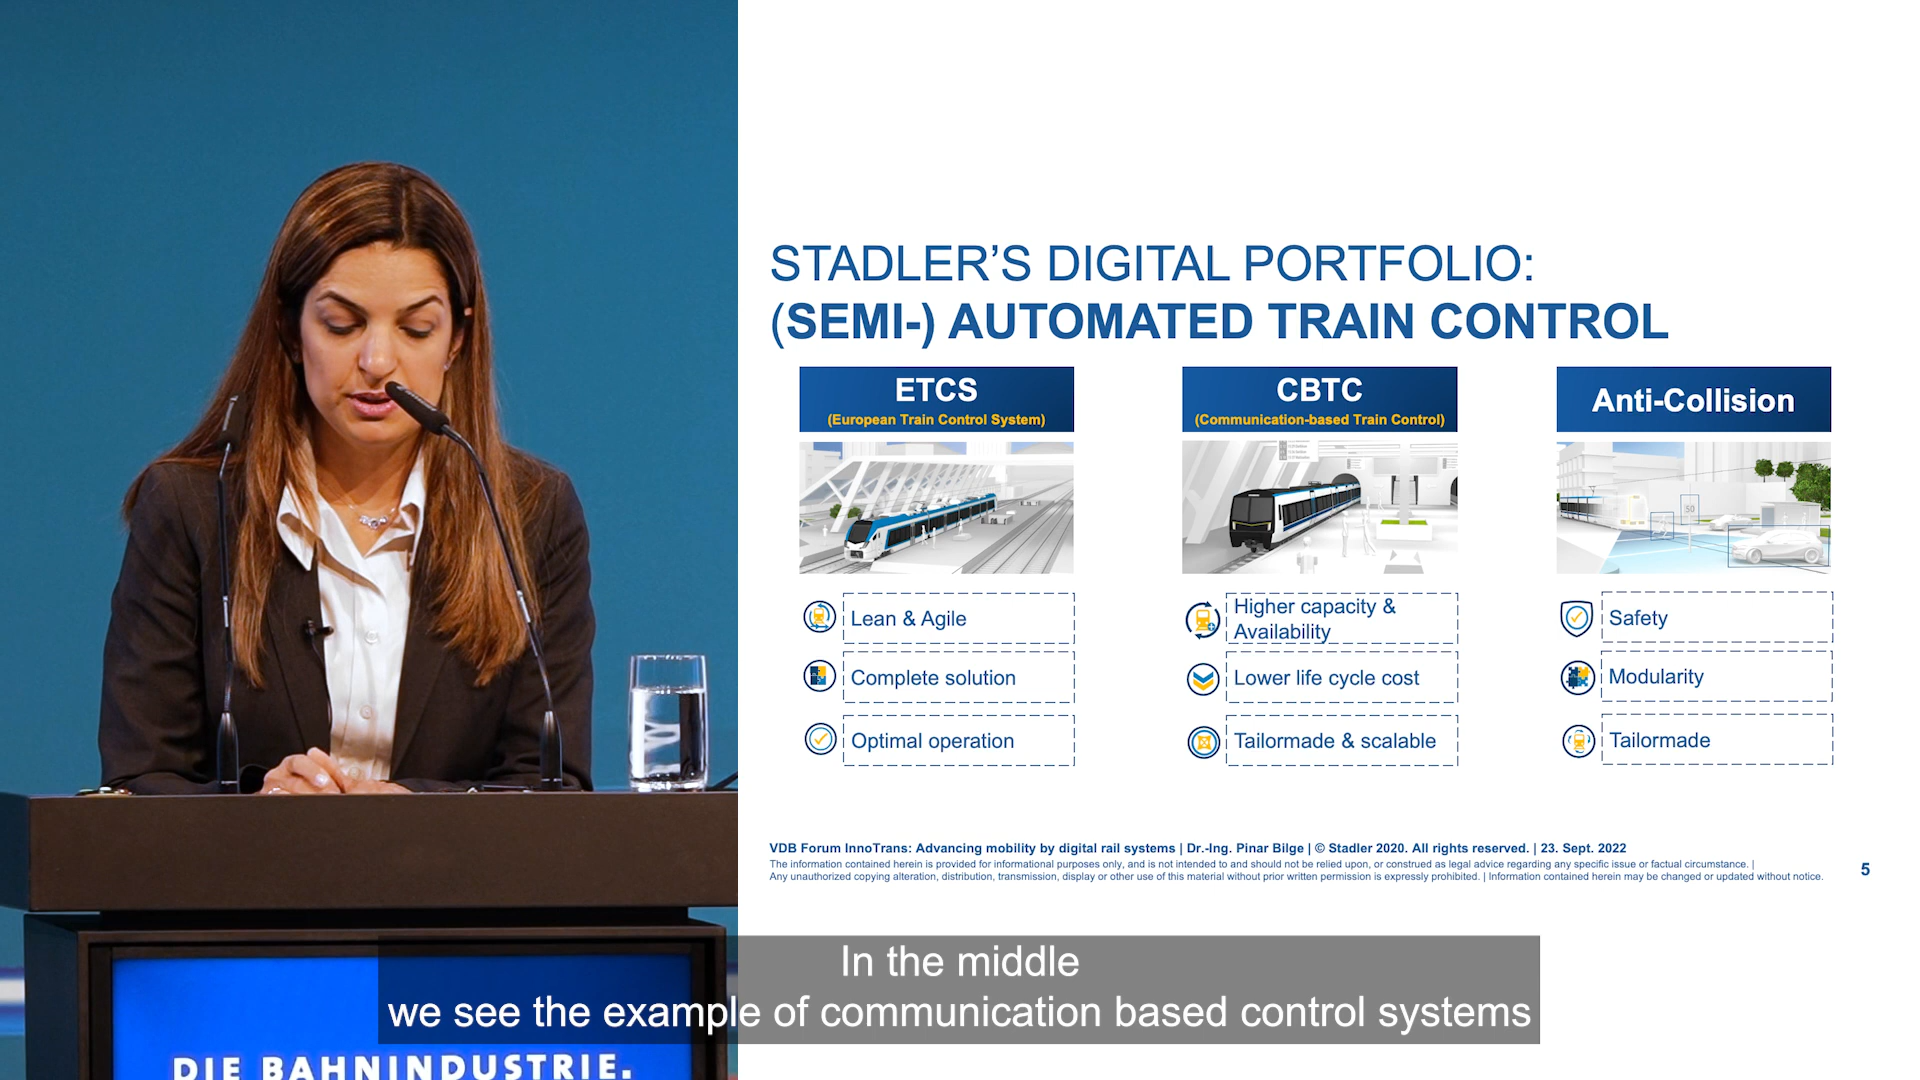 STADLER'S DIGITAL PORTFOLIO:
(SEMI-) AUTOMATED TRAIN CONTROL
ETCS
(European Train Control System)
Lean & Agile
Complete solution
Optimal operation
CBTC
(Communication-based Train Control)
Higher capacity &
Availability
Lower life cycle cost
Tailormade & scalable
Anti-Collision
50
Safety
Modularity
Tailormade
VDB Forum InnoTrans: Advancing mobility by digital rail systems | Dr.-Ing. Pinar Bilge | © Stadler 2020. All rights reserved. | 23. Sept. 2022
The information contained herein is provided for informational purposes only, and is not intended to and should not be relied upon, or construed as legal advice regarding any specific issue or factual circumstance. |
Any unauthorized copying alteration, distribution, transmission, display or other use of this material without prior written permission is expressly prohibited. | Information contained herein may be changed or updated without notice.
5
In the middle
we see the example of communication based control systems
DIE BAHNINDUSTRIE.